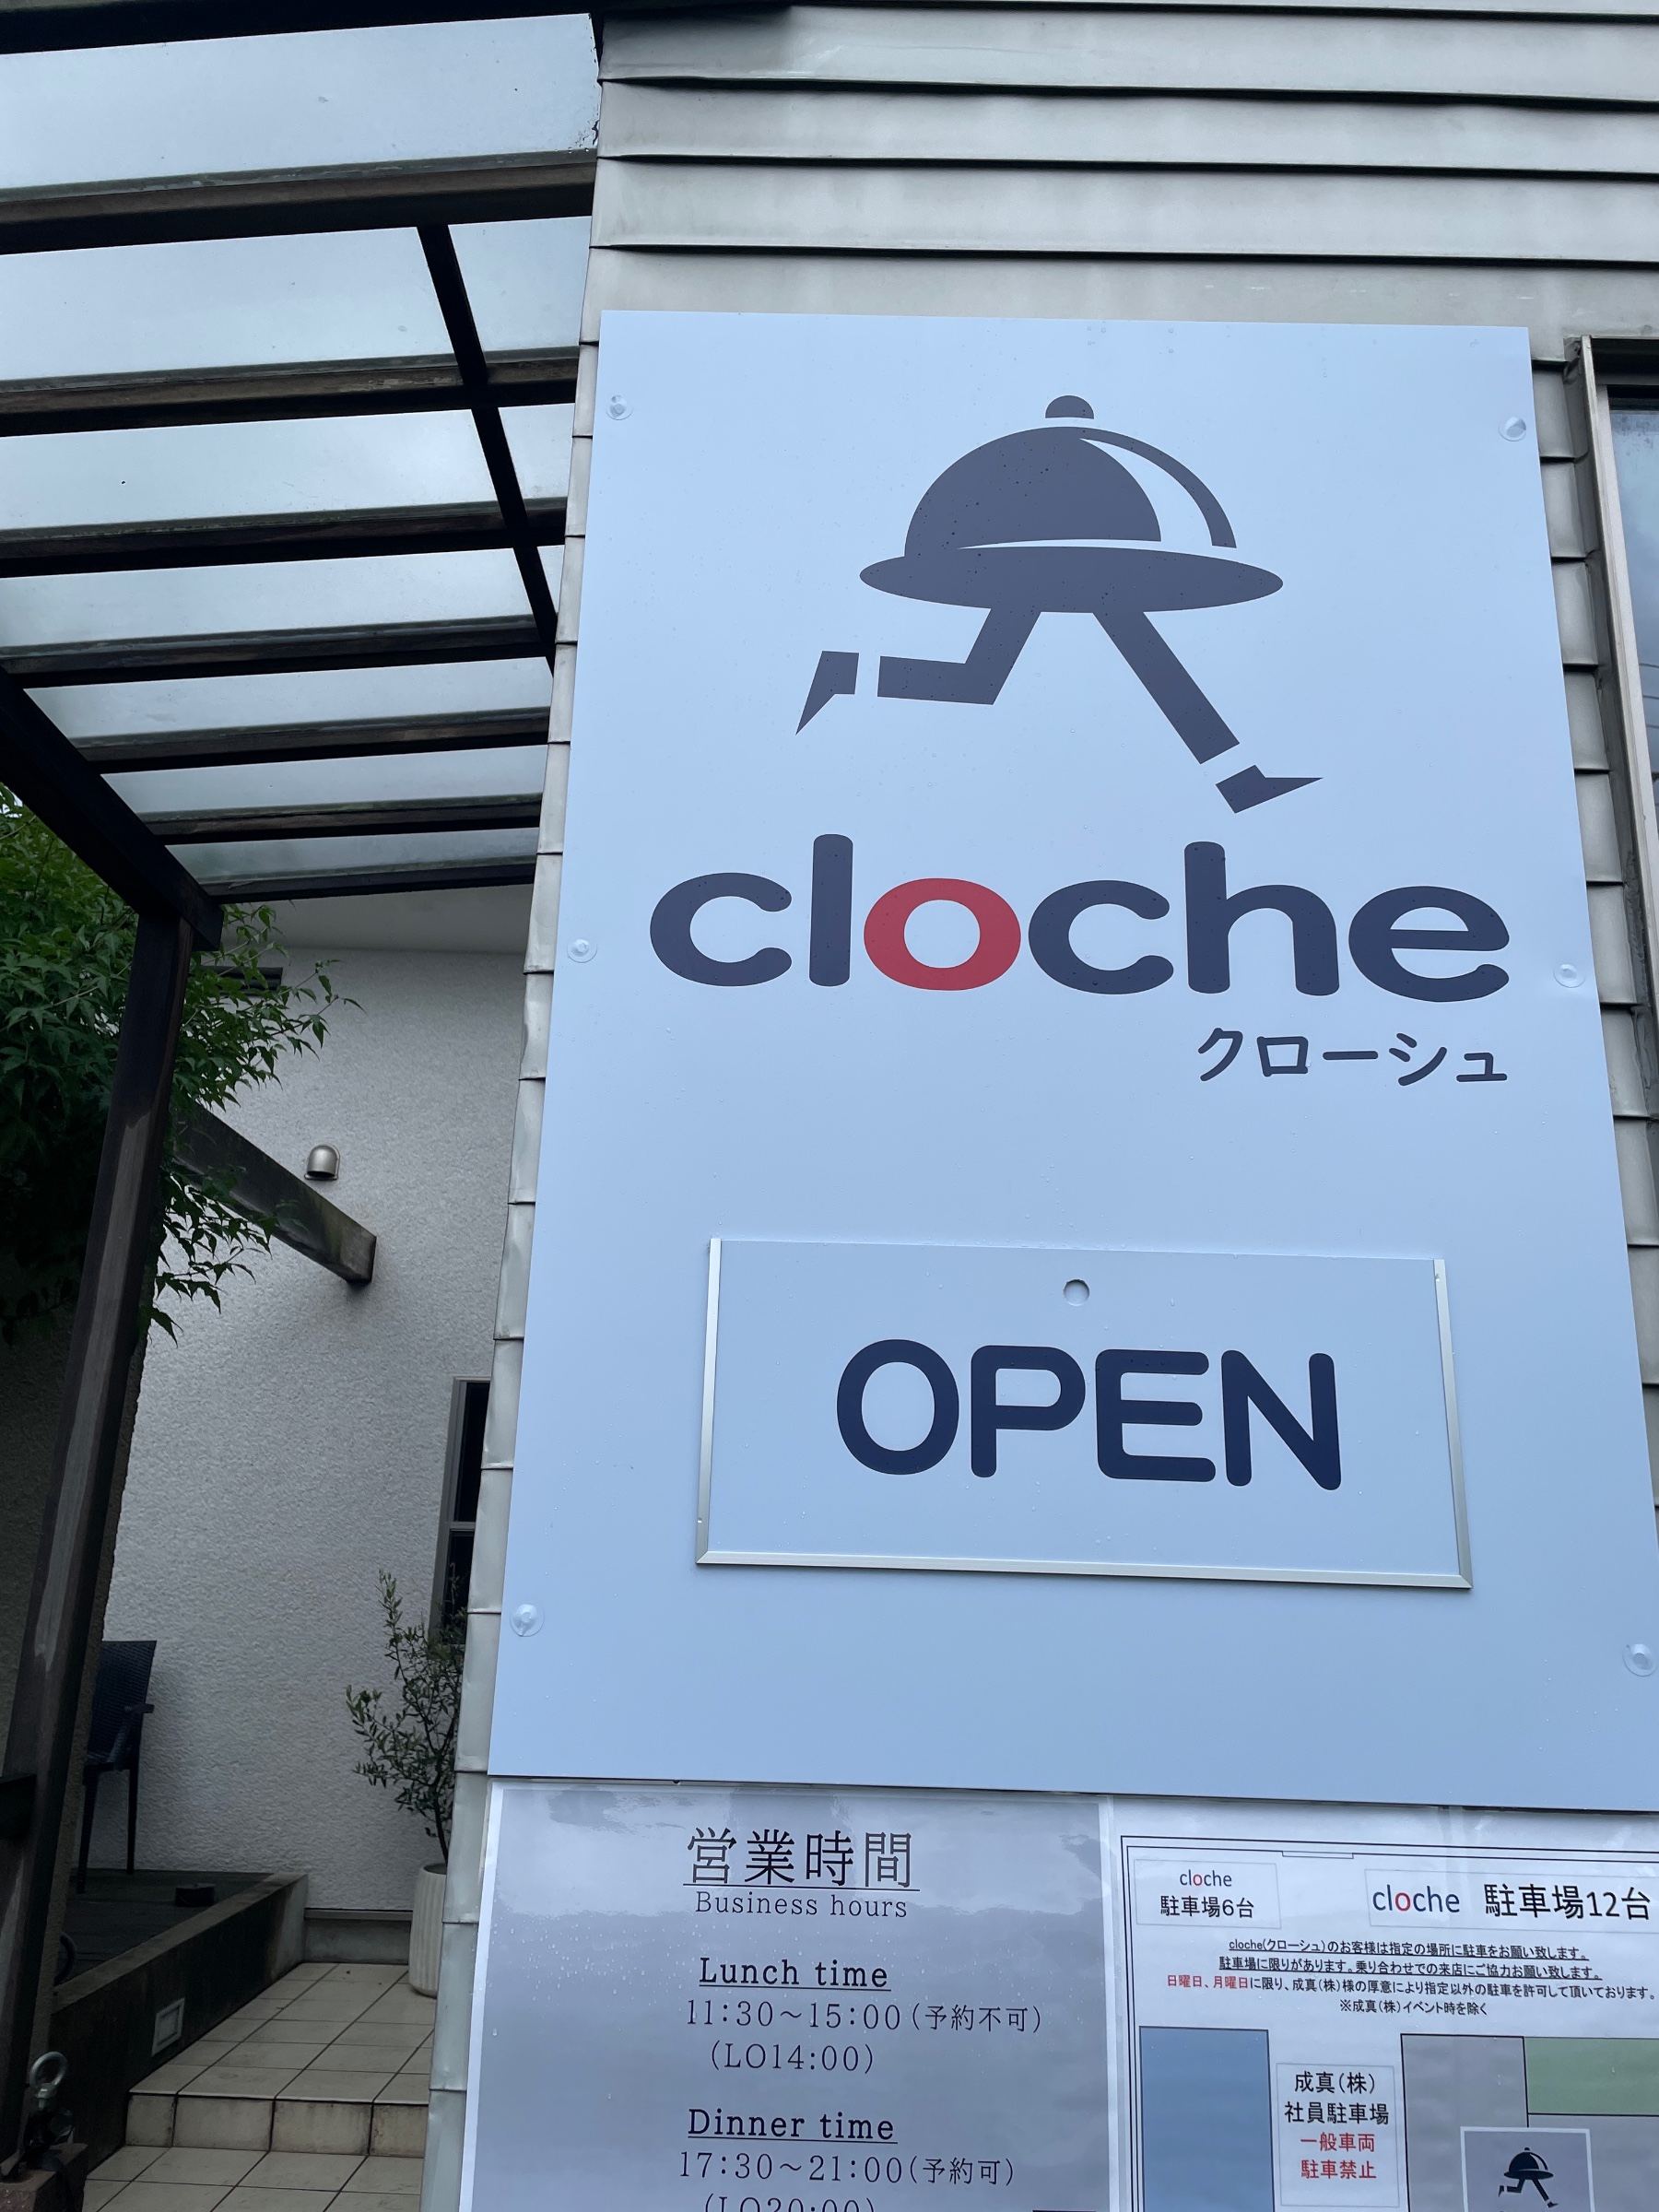 cloche
クローシュ
OPEN
営業時間
Business hours
Lunch time
11:30～15:00(予約不可)
(LO14:00)
Dinner time
17:30～21:00(予約可)
(LO20:00)
cloche
駐車場6台
cloche 駐車場12台
cloche(クローシュ)のお客様は指定の場所に駐車をお願い致します。
駐車場に限りがあります。乗り合わせでの来店にご協力お願い致します。
日曜日、月曜日に限り、成真(株)様の厚意により指定以外の駐車を許可して頂いております。
※成真(株)イベント時を除く
成真(株)
社員駐車場
一般車両
駐車禁止